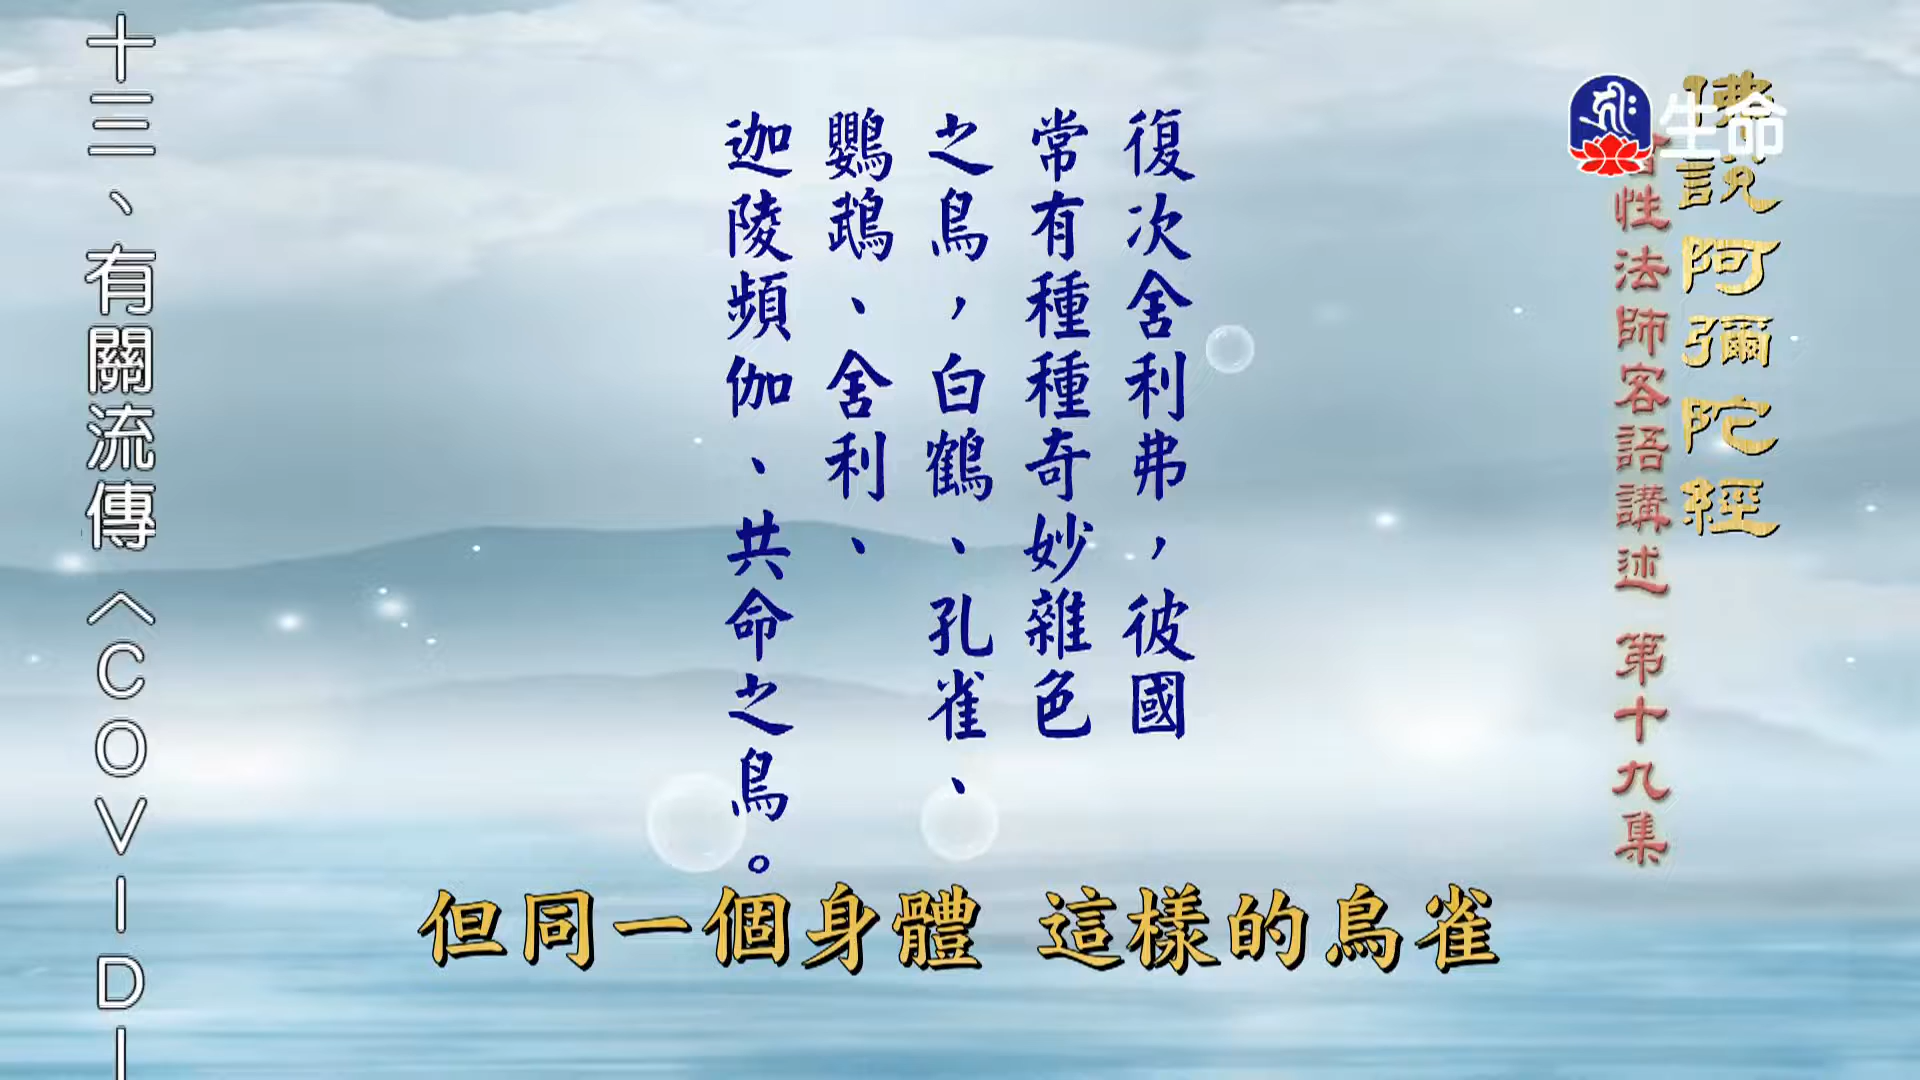 佛說阿彌陀經
性法師客語講述 第十九集
生命
復次舍利弗，彼國
常有種種奇妙雜色
之鳥，白鶴、孔雀、
鸚鵡、舍利、
迦陵頻伽、共命之鳥。
十三、有關流傳〈COVID
但同一個身體 這樣的鳥雀